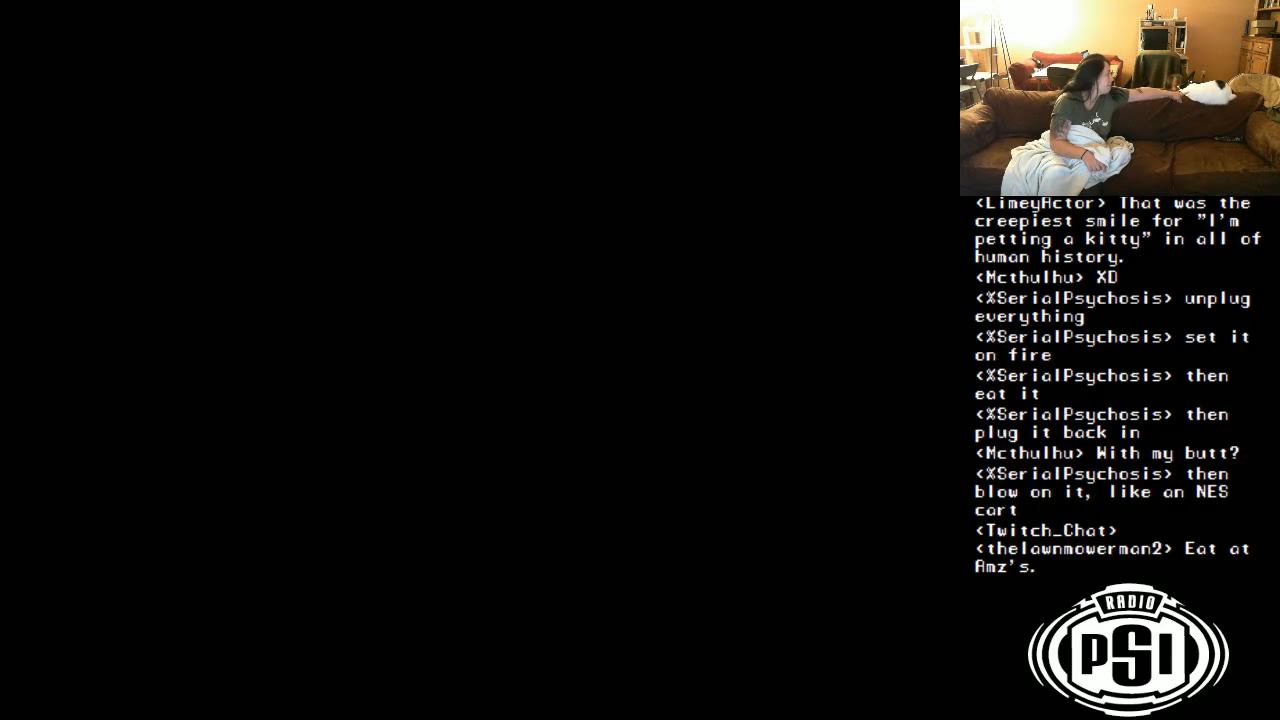 <LimeyActor> That was the
creepiest smile for "I'm
petting a kitty" in all of
human history.
<Mcthulhu> XD
<%SerialPsychosis> unplug
everything
<%SerialPsychosis> set it
on fire
<%SerialPsychosis> then
eat it
<%SerialPsychosis> then
plug it back in
<Mcthulhu> With my butt?
<%SerialPsychosis> then
blow on it, like an NES
cart
<Twitch_Chat>
<thelawnmowerman2> Eat at
Amz's.
RADIO
PSI